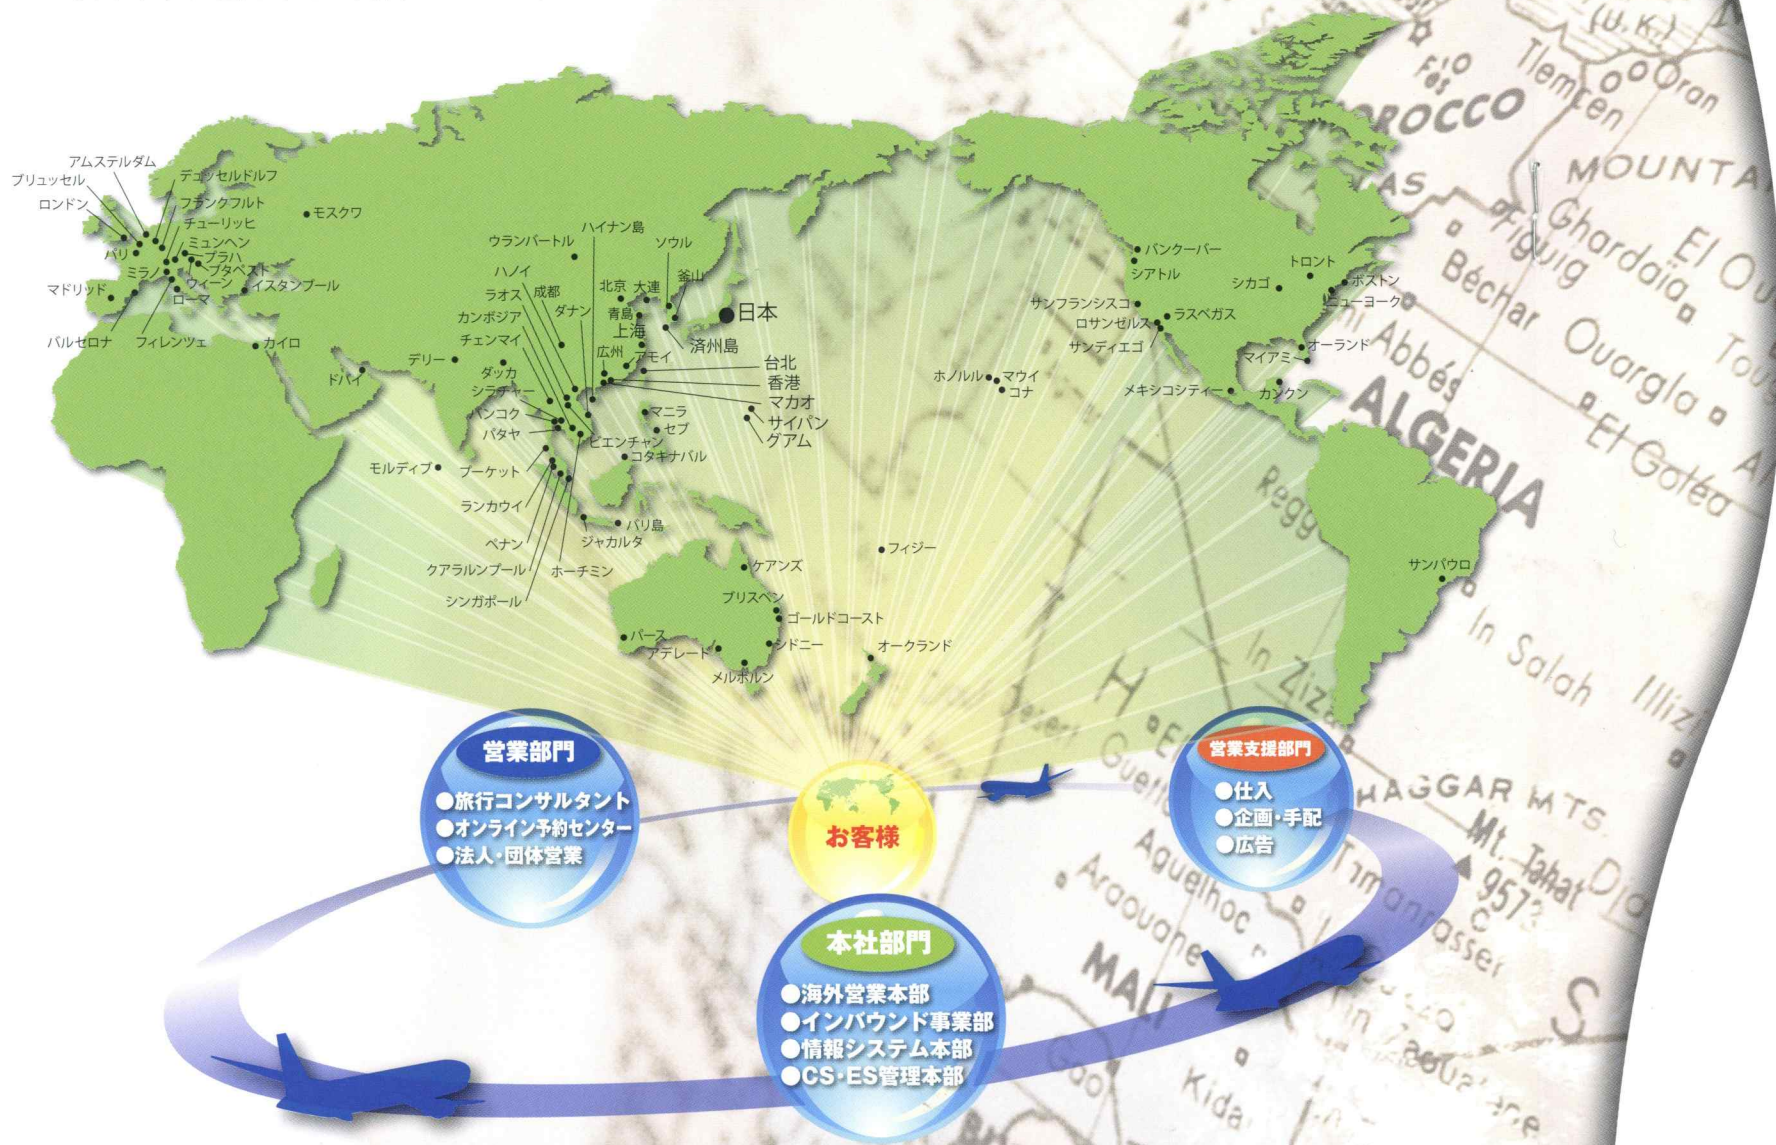 アムステルダム
ブリュッセル
ロンドン
デュッセルドルフ
フランクフルト
チューリッヒ
ミュンヘン
プラハ
ブタペスト
パリ
ミラノ
ウィーン
ローマ
イスタンブール
マドリッド
バルセロナ
フィレンツェ
カイロ
モスクワ
ドバイ
デリー
ダッカ
モルディブ
ウランバートル
ハイナン島
ソウル
ハノイ
釜山
ラオス
成都
北京
大連
カンボジア
ダナン
青島
日本
チェンマイ
上海
済州島
広州
アモイ
台北
シラチャー
香港
バンコク
マカオ
パタヤ
マニラ
サイパン
セブ
グアム
ビエンチャン
コタキナバル
プーケット
ランカウイ
バリ島
ペナン
ジャカルタ
クアラルンプール
ホーチミン
シンガポール
ケアンズ
ブリスベン
ゴールドコースト
パース
アデレード
シドニー
メルボルン
オークランド
フィジー
ホノルル
マウイ
コナ
バンクーバー
シアトル
トロント
シカゴ
ボストン
ニューヨーク
サンフランシスコ
ラスベガス
ロサンゼルス
サンディエゴ
オーランド
マイアミ
メキシコシティー
カンクン
サンパウロ
(U.K.)
Fès
Tlemcen
Oran
MOROCCO
MOUNTA
Figuig
Ghardaïa
El Ou
Béchar
Ouargla
Toug
Abbés
ALGERIA
El Goléa
Regg
In Salah
Illizi
In Ziza
H
HAGGAR MTS.
Mt. Tahat
9573
Aguelhoc
Timanrasser
Araouane
MALI
Gao
Kidal
S
営業部門
●旅行コンサルタント
●オンライン予約センター
●法人・団体営業
お客様
営業支援部門
●仕入
●企画・手配
●広告
本社部門
●海外営業本部
●インバウンド事業部
●情報システム本部
●CS・ES管理本部